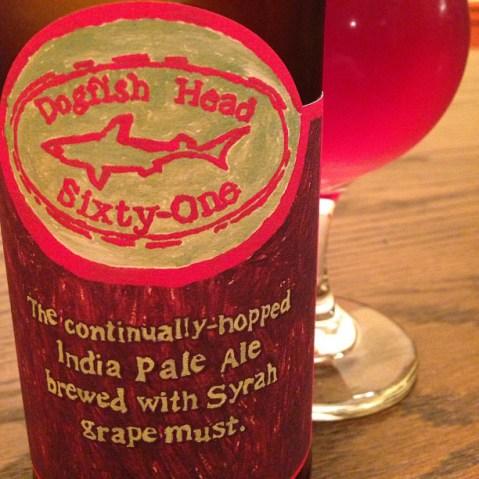 Dogfish Head
Sixty-One
The continually-hopped
India Pale Ale
brewed with Syrah
grape must.